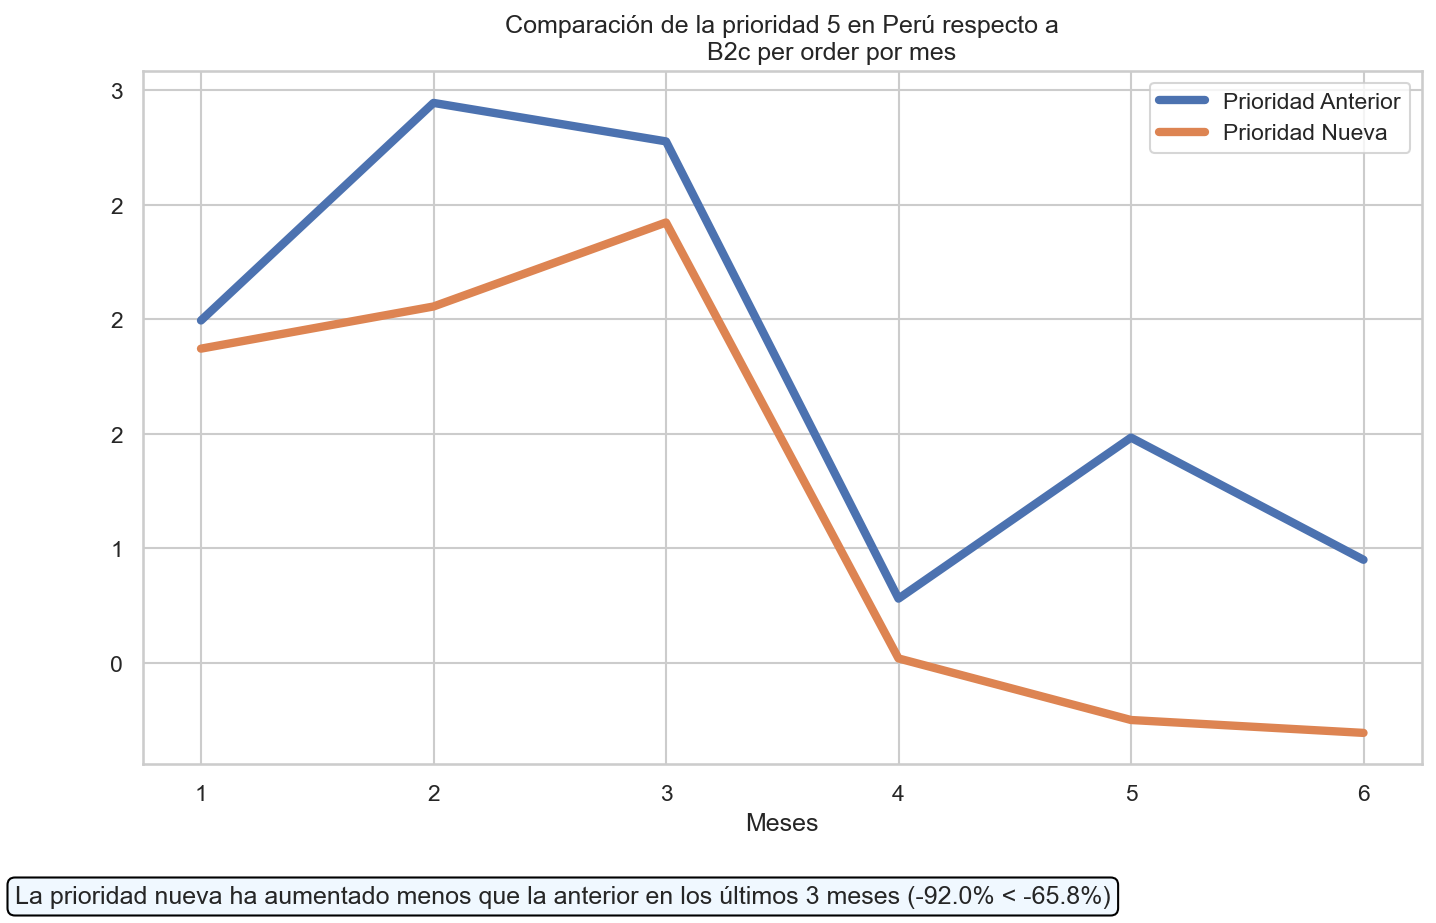 Comparación de la prioridad 5 en Perú respecto a
B2c per order por mes
3
2
2
2
1
0
Prioridad Anterior
Prioridad Nueva
1 2 3 4 5 6
Meses
La prioridad nueva ha aumentado menos que la anterior en los últimos 3 meses (-92.0% < -65.8%)